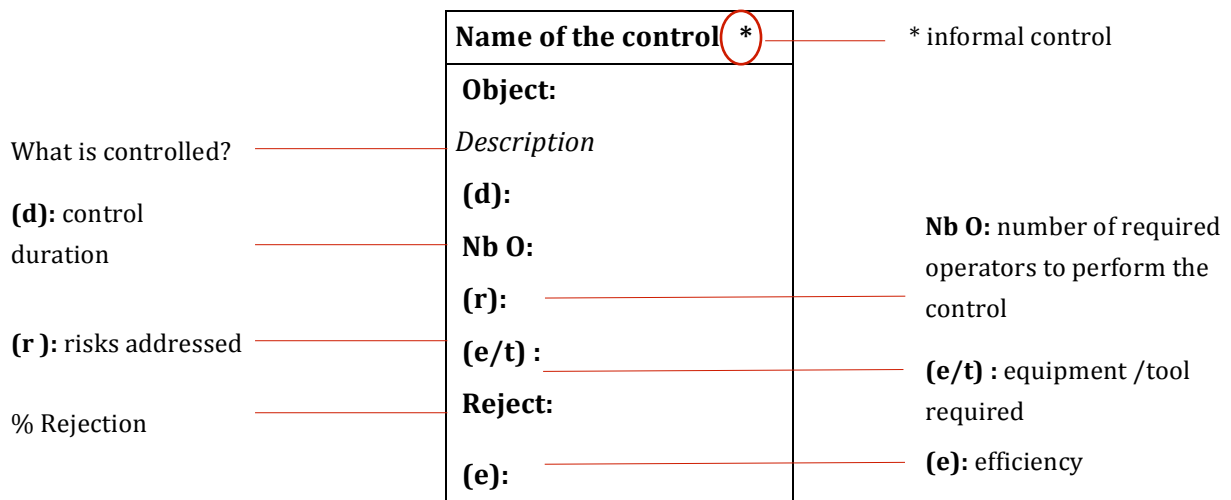 Name of the control *
* informal control
Object:
What is controlled?
Description
(d): control
duration
(d):
Nb O:
Nb O: number of required
operators to perform the
control
(r):
(r ): risks addressed
(e/t) :
(e/t) : equipment /tool
required
Reject:
% Rejection
(e):
(e): efficiency